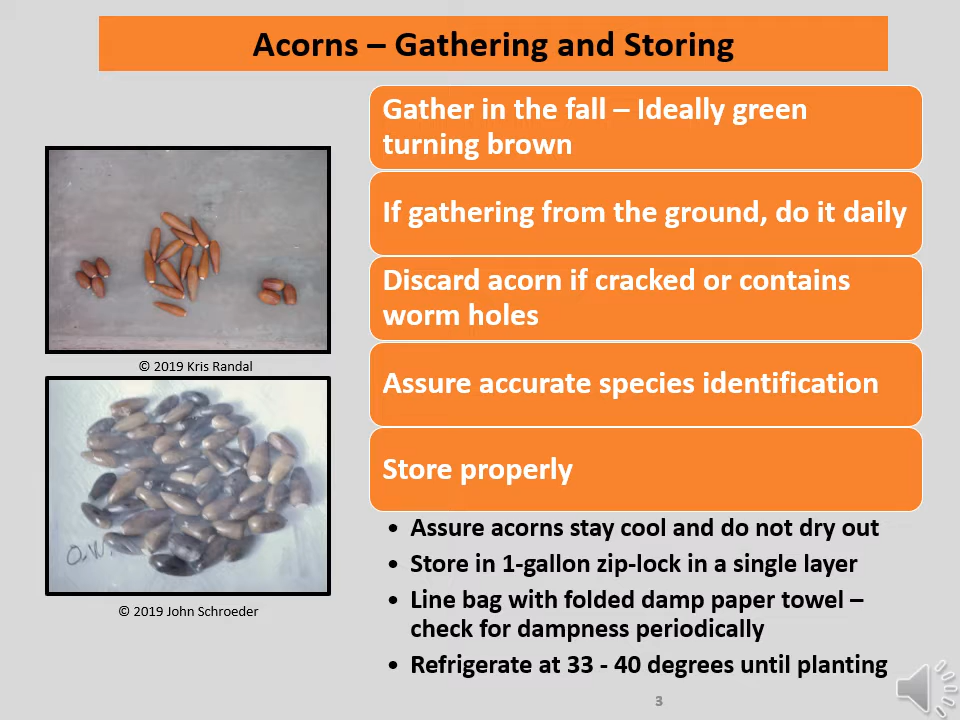 Acorns – Gathering and Storing
Gather in the fall – Ideally green
turning brown
If gathering from the ground, do it daily
Discard acorn if cracked or contains
worm holes
Assure accurate species identification
Store properly
• Assure acorns stay cool and do not dry out
• Store in 1-gallon zip-lock in a single layer
• Line bag with folded damp paper towel –
check for dampness periodically
• Refrigerate at 33 - 40 degrees until planting
© 2019 Kris Randal
O.W.
© 2019 John Schroeder
3